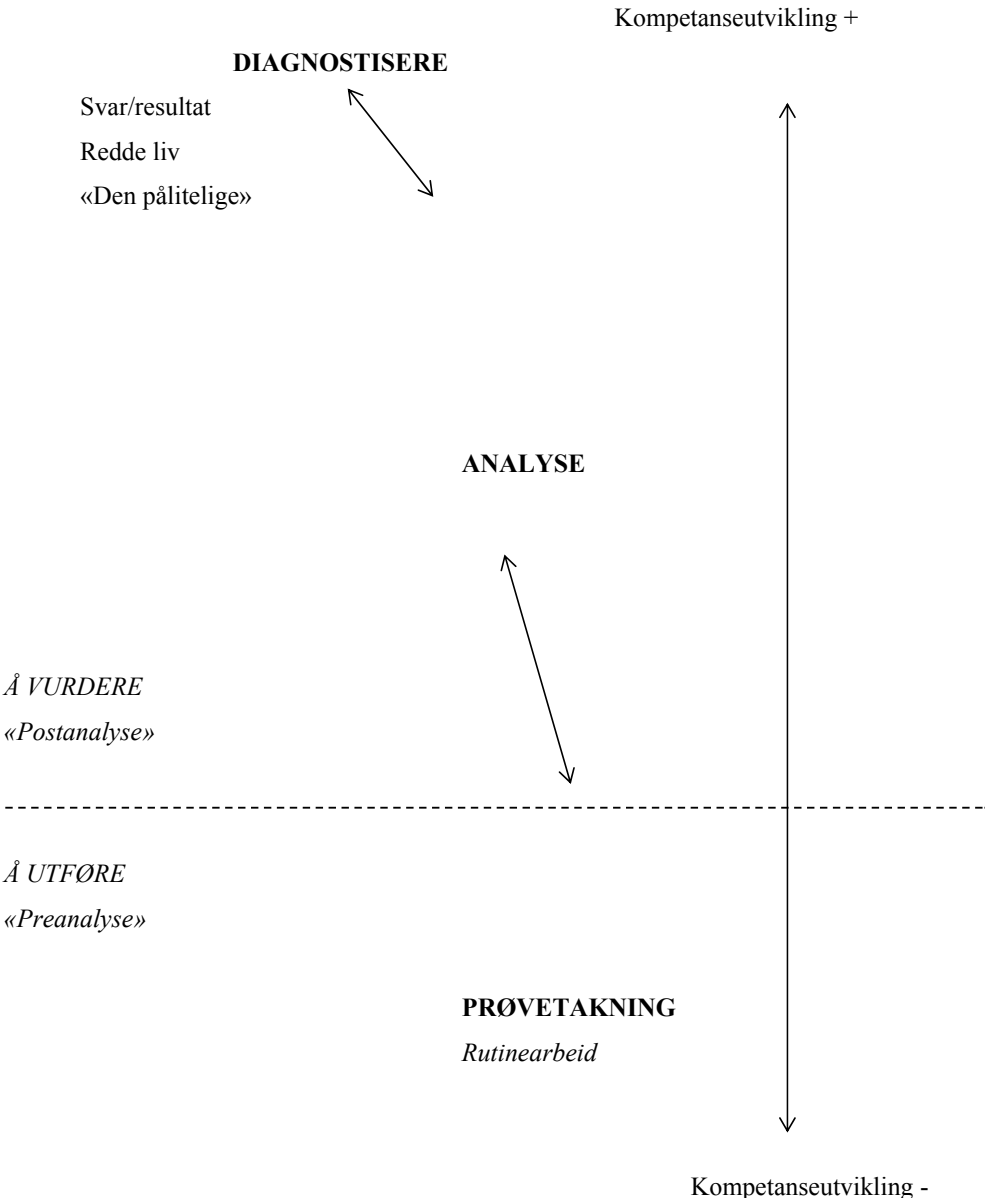 Kompetanseutvikling +
DIAGNOSTISERE
Svar/resultat
Redde liv
«Den pålitelige»
ANALYSE
Å VURDERE
«Postanalyse»
Å UTFØRE
«Preanalyse»
PRØVETAKNING
Rutinearbeid
Kompetanseutvikling -